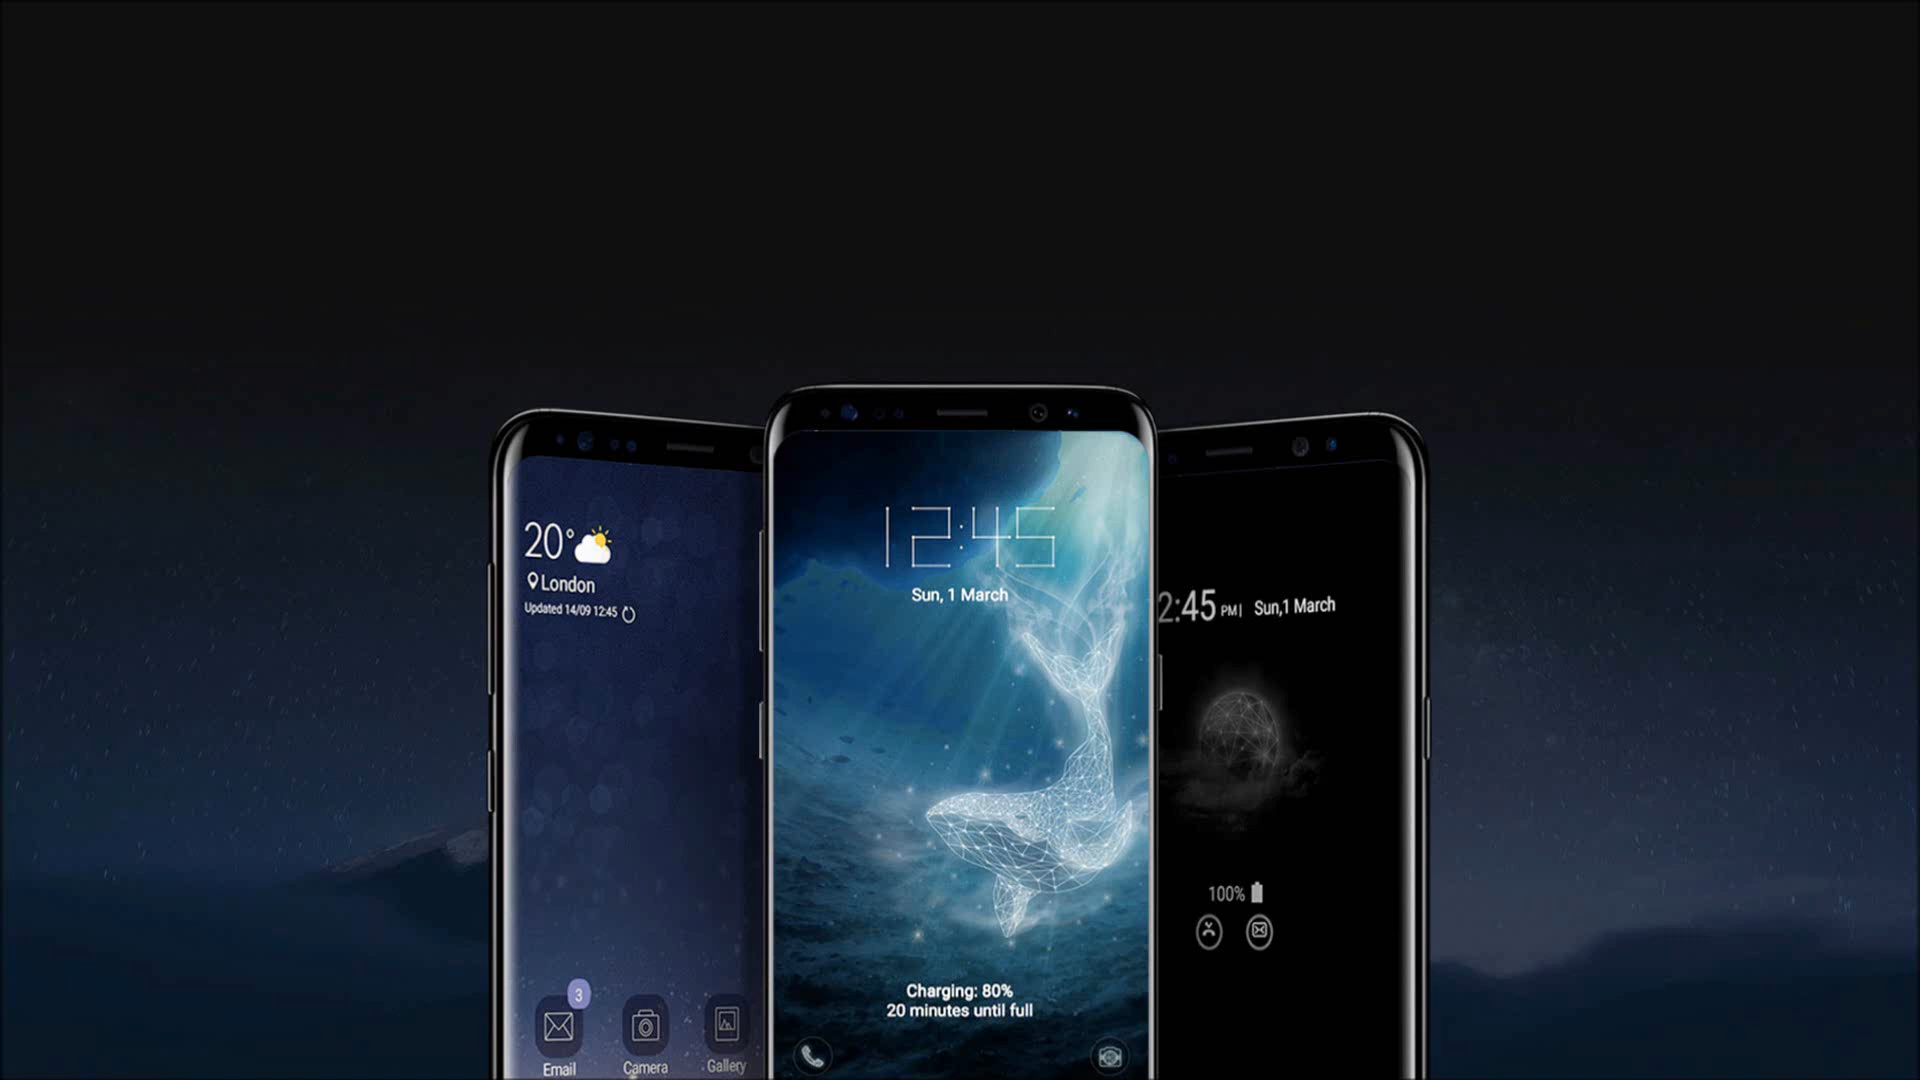 20°
London
Updated 14/09 12:45
3
Email
Camera
Gallery
12:45
Sun, 1 March
Charging: 80%
20 minutes until full
2:45 PM| Sun,1 March
100%